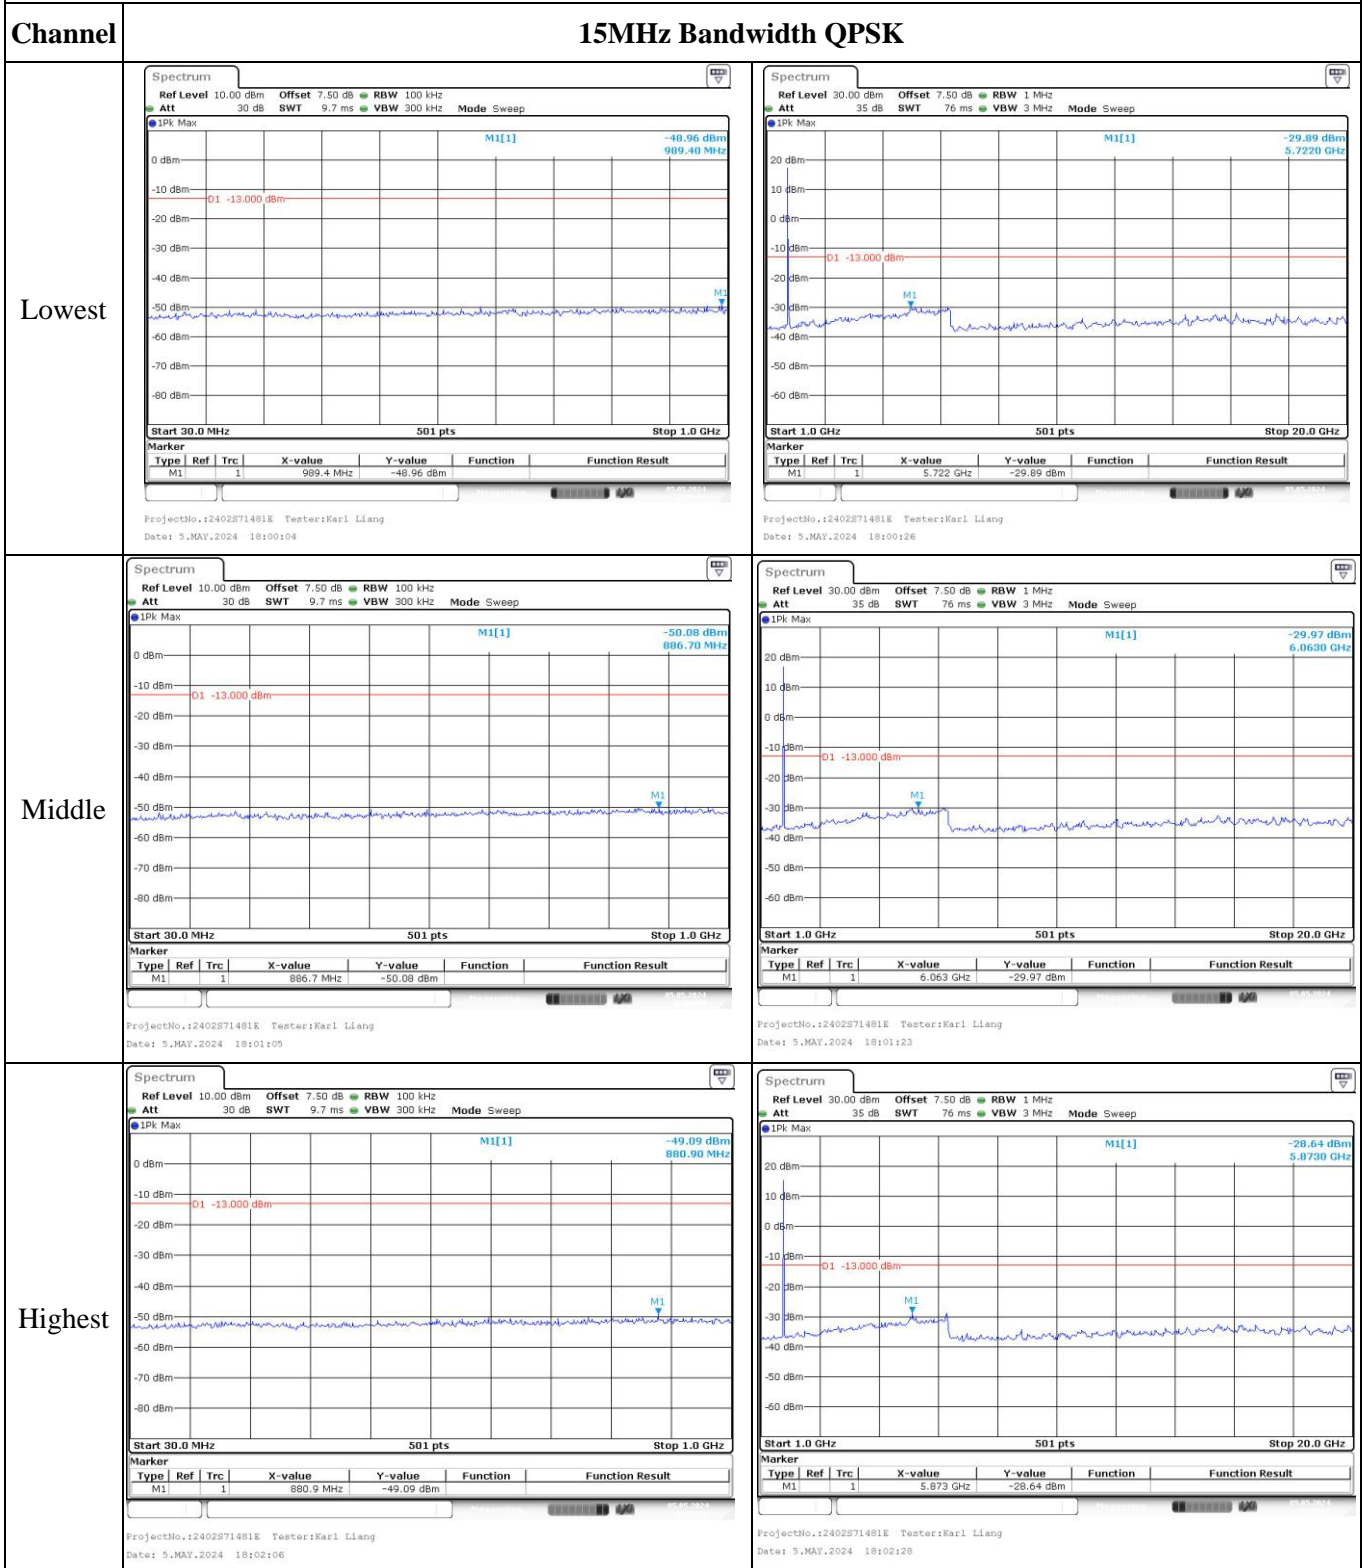 Channel 15MHz Bandwidth QPSK
Lowest
Spectrum
Ref Level 10.00 dBm Offset 7.50 dB RBW 100 kHz
Att 30 dB SWT 9.7 ms VBW 300 kHz Mode Sweep
1Pk Max
M1[1] -48.96 dBm
989.40 MHz
0 dBm
-10 dBm
D1 -13.000 dBm
-20 dBm
-30 dBm
-40 dBm
M1
-50 dBm
-60 dBm
-70 dBm
-80 dBm
Start 30.0 MHz 501 pts Stop 1.0 GHz
Marker
Type Ref Trc X-value Y-value Function Function Result
M1 1 989.4 MHz -48.96 dBm
ProjectNo.:2402S71481E Tester:Karl Liang
Date: 5.MAY.2024 18:00:04
Spectrum
Ref Level 30.00 dBm Offset 7.50 dB RBW 1 MHz
Att 35 dB SWT 76 ms VBW 3 MHz Mode Sweep
1Pk Max
M1[1] -29.89 dBm
5.7220 GHz
20 dBm
10 dBm
0 dBm
-10 dBm
D1 -13.000 dBm
-20 dBm
M1
-30 dBm
-40 dBm
-50 dBm
-60 dBm
Start 1.0 GHz 501 pts Stop 20.0 GHz
Marker
Type Ref Trc X-value Y-value Function Function Result
M1 1 5.722 GHz -29.89 dBm
ProjectNo.:2402S71481E Tester:Karl Liang
Date: 5.MAY.2024 18:00:26
Middle
Spectrum
Ref Level 10.00 dBm Offset 7.50 dB RBW 100 kHz
Att 30 dB SWT 9.7 ms VBW 300 kHz Mode Sweep
1Pk Max
M1[1] -50.08 dBm
886.70 MHz
0 dBm
-10 dBm
D1 -13.000 dBm
-20 dBm
-30 dBm
-40 dBm
M1
-50 dBm
-60 dBm
-70 dBm
-80 dBm
Start 30.0 MHz 501 pts Stop 1.0 GHz
Marker
Type Ref Trc X-value Y-value Function Function Result
M1 1 886.7 MHz -50.08 dBm
ProjectNo.:2402S71481E Tester:Karl Liang
Date: 5.MAY.2024 18:01:05
Spectrum
Ref Level 30.00 dBm Offset 7.50 dB RBW 1 MHz
Att 35 dB SWT 76 ms VBW 3 MHz Mode Sweep
1Pk Max
M1[1] -29.97 dBm
6.0630 GHz
20 dBm
10 dBm
0 dBm
-10 dBm
D1 -13.000 dBm
-20 dBm
M1
-30 dBm
-40 dBm
-50 dBm
-60 dBm
Start 1.0 GHz 501 pts Stop 20.0 GHz
Marker
Type Ref Trc X-value Y-value Function Function Result
M1 1 6.063 GHz -29.97 dBm
ProjectNo.:2402S71481E Tester:Karl Liang
Date: 5.MAY.2024 18:01:23
Highest
Spectrum
Ref Level 10.00 dBm Offset 7.50 dB RBW 100 kHz
Att 30 dB SWT 9.7 ms VBW 300 kHz Mode Sweep
1Pk Max
M1[1] -49.09 dBm
880.90 MHz
0 dBm
-10 dBm
D1 -13.000 dBm
-20 dBm
-30 dBm
-40 dBm
M1
-50 dBm
-60 dBm
-70 dBm
-80 dBm
Start 30.0 MHz 501 pts Stop 1.0 GHz
Marker
Type Ref Trc X-value Y-value Function Function Result
M1 1 880.9 MHz -49.09 dBm
ProjectNo.:2402S71481E Tester:Karl Liang
Date: 5.MAY.2024 18:02:06
Spectrum
Ref Level 30.00 dBm Offset 7.50 dB RBW 1 MHz
Att 35 dB SWT 76 ms VBW 3 MHz Mode Sweep
1Pk Max
M1[1] -28.64 dBm
5.8730 GHz
20 dBm
10 dBm
0 dBm
-10 dBm
D1 -13.000 dBm
-20 dBm
M1
-30 dBm
-40 dBm
-50 dBm
-60 dBm
Start 1.0 GHz 501 pts Stop 20.0 GHz
Marker
Type Ref Trc X-value Y-value Function Function Result
M1 1 5.873 GHz -28.64 dBm
ProjectNo.:2402S71481E Tester:Karl Liang
Date: 5.MAY.2024 18:02:28